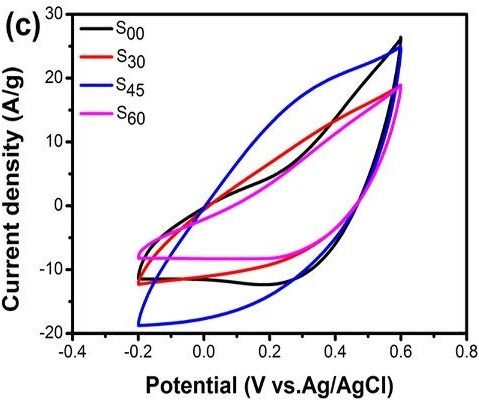 (c)
30
20
10
0
-10
-20
Current density (A/g)
S00
S30
S45
S60
-0.4 -0.2 0.0 0.2 0.4 0.6 0.8
Potential (V vs.Ag/AgCl)